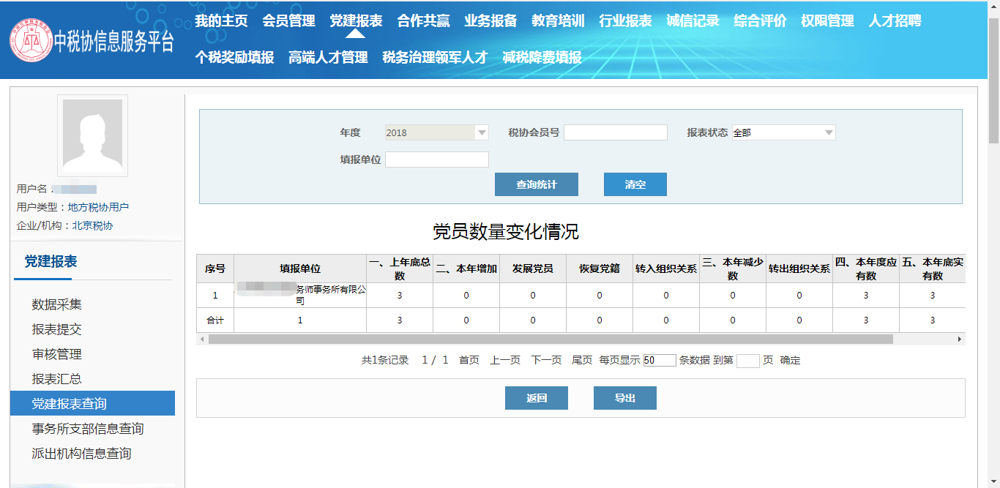 中税协信息服务平台
我的主页 会员管理 党建报表 合作共赢 业务报备 教育培训 行业报表 诚信记录 综合评价 权限管理 人才招聘
个税奖励填报 高端人才管理 税务治理领军人才 减税降费填报
用户名：
用户类型：地方税协用户
企业/机构：北京税协
党建报表
数据采集
报表提交
审核管理
报表汇总
党建报表查询
事务所支部信息查询
派出机构信息查询
年度 2018 税协会员号 报表状态 全部
填报单位
查询统计 清空
党员数量变化情况
序号 填报单位 一、上年底总数 二、本年增加 发展党员 恢复党籍 转入组织关系 三、本年减少数 转出组织关系 四、本年度应有数 五、本年底实有数
1 务师事务所有限公司 3 0 0 0 0 0 0 3 3
合计 1 3 0 0 0 0 0 0 3 3
共1条记录 1 / 1 首页 上一页 下一页 尾页 每页显示 50 条数据 到第 页 确定
返回 导出